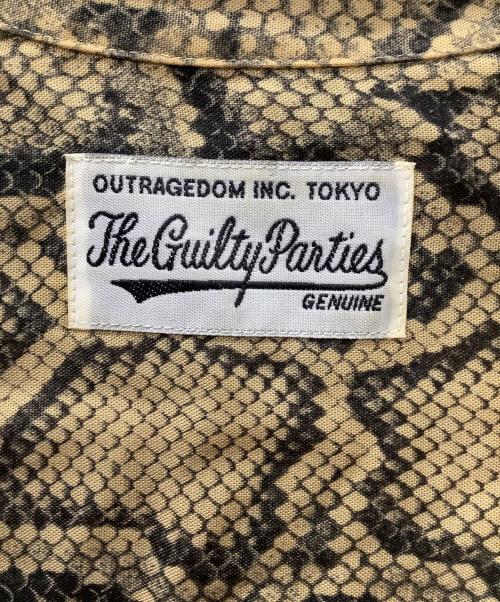 OUTRAGEDOM INC. TOKYO
The Guilty Parties
GENUINE